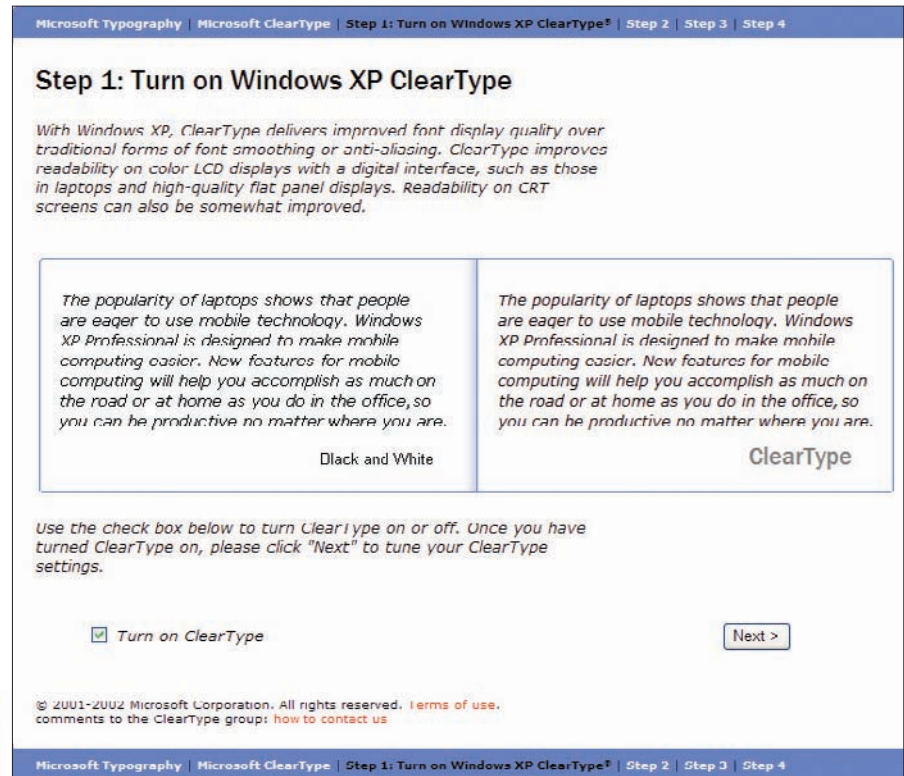 Microsoft Typography | Microsoft ClearType | Step 1: Turn on Windows XP ClearType® | Step 2 | Step 3 | Step 4
Step 1: Turn on Windows XP ClearType
With Windows XP, ClearType delivers improved font display quality over
traditional forms of font smoothing or anti-aliasing. ClearType improves
readability on color LCD displays with a digital interface, such as those
in laptops and high-quality flat panel displays. Readability on CRT
screens can also be somewhat improved.
The popularity of laptops shows that people
are eager to use mobile technology. Windows
XP Professional is designed to make mobile
computing easier. New features for mobile
computing will help you accomplish as much on
the road or at home as you do in the office, so
you can be productive no matter where you are.
Black and White
The popularity of laptops shows that people
are eager to use mobile technology. Windows
XP Professional is designed to make mobile
computing easier. New features for mobile
computing will help you accomplish as much on
the road or at home as you do in the office, so
you can be productive no matter where you are.
ClearType
Use the check box below to turn ClearType on or off. Once you have
turned ClearType on, please click "Next" to tune your ClearType
settings.
Turn on ClearType
Next >
© 2001-2002 Microsoft Corporation. All rights reserved. Terms of use.
comments to the ClearType group: how to contact us
Microsoft Typography | Microsoft ClearType | Step 1: Turn on Windows XP ClearType® | Step 2 | Step 3 | Step 4